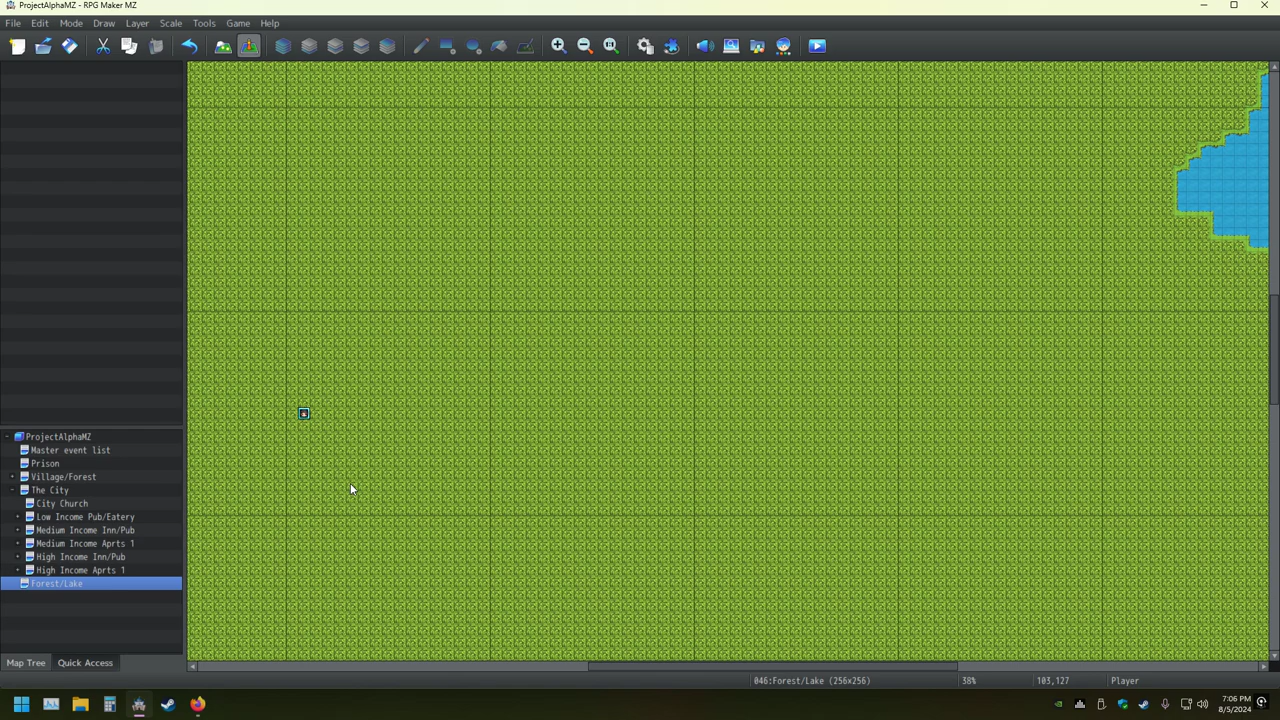 ProjectAlphaMZ - RPG Maker MZ
File Edit Mode Draw Layer Scale Tools Game Help
ProjectAlphaMZ
Master event list
Prison
Village/Forest
The City
City Church
Low Income Pub/Eatery
Medium Income Inn/Pub
Medium Income Aprts 1
High Income Inn/Pub
High Income Aprts 1
Forest/Lake
Map Tree Quick Access
046:Forest/Lake (256x256) 38% 103,127 Player
7:06 PM
8/5/2024